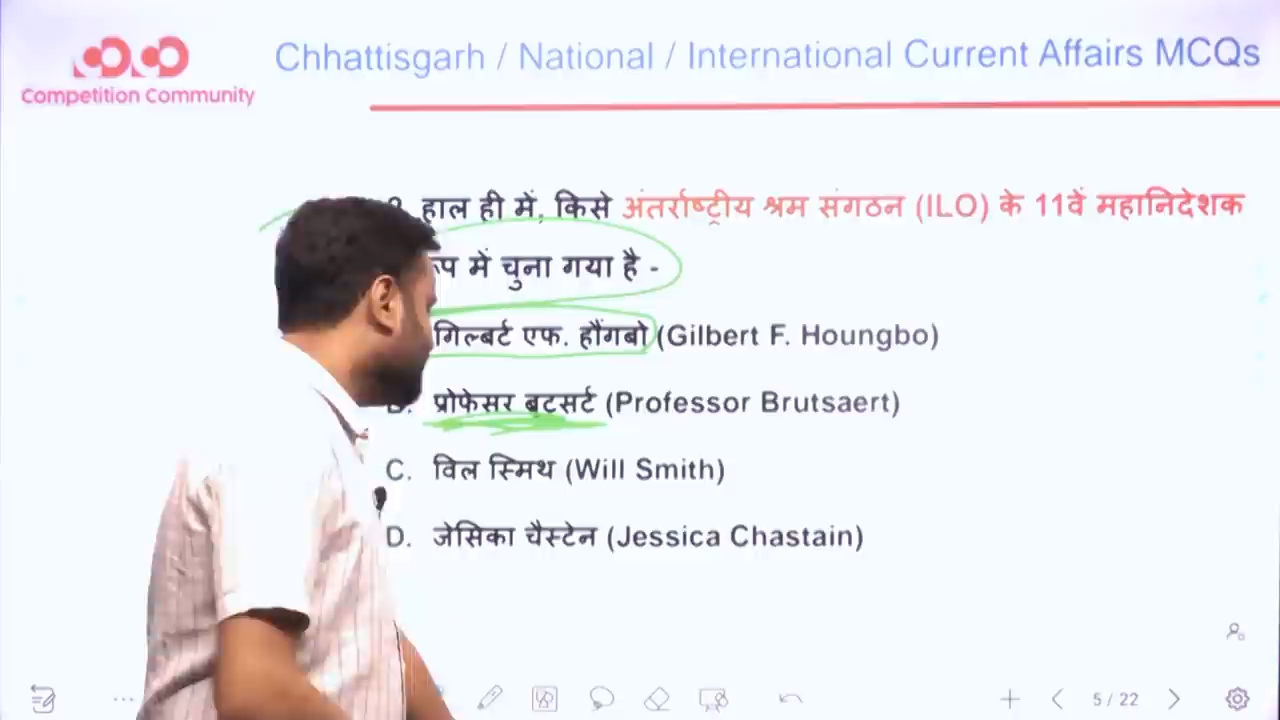 Chhattisgarh / National / International Current Affairs MCQs
Competition Community
हाल ही में, किसे अंतर्राष्ट्रीय श्रम संगठन (ILO) के 11वें महानिदेशक
में चुना गया है -
गिल्बर्ट एफ. हौंगबो (Gilbert F. Houngbo)
प्रोफेसर ब्रुटसर्ट (Professor Brutsaert)
C. विल स्मिथ (Will Smith)
D. जेसिका चैस्टेन (Jessica Chastain)
5 / 22